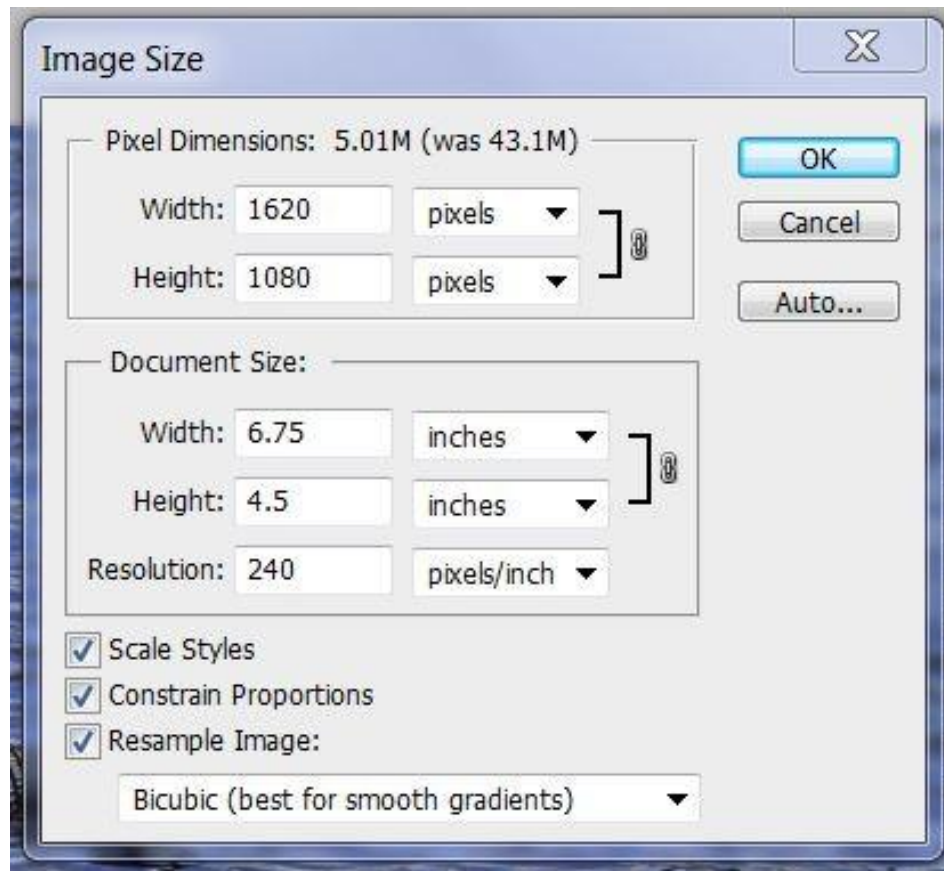 Image Size
Pixel Dimensions: 5.01M (was 43.1M)
Width: 1620 pixels
Height: 1080 pixels
OK
Cancel
Auto...
Document Size:
Width: 6.75 inches
Height: 4.5 inches
Resolution: 240 pixels/inch
Scale Styles
Constrain Proportions
Resample Image:
Bicubic (best for smooth gradients)